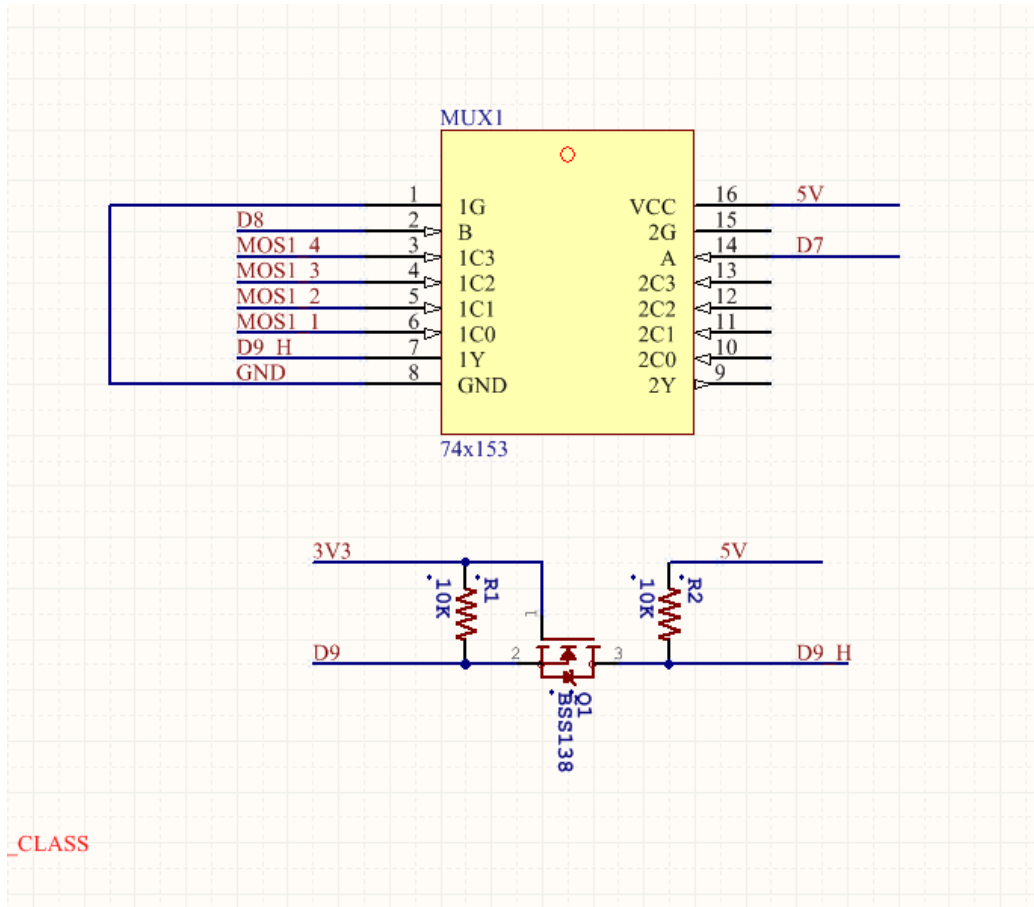 MUX1
1 1G VCC 16 5V
D8 2 B 2G 15
MOS1_4 3 1C3 A 14 D7
MOS1_3 4 1C2 2C3 13
MOS1_2 5 1C1 2C2 12
MOS1_1 6 1C0 2C1 11
D9_H 7 1Y 2C0 10
GND 8 GND 2Y 9
74x153
3V3 5V
R1
10K
R2
10K
1
D9 2 3 D9_H
Q1
BSS138
_CLASS